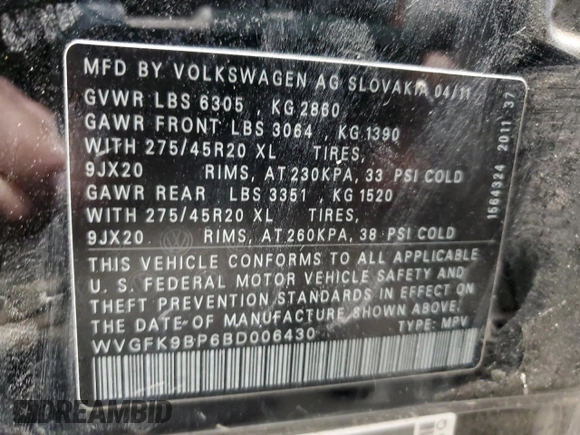 MFD BY VOLKSWAGEN AG SLOVAKIA 04/11
GVWR LBS 6305 KG 2860
GAWR FRONT LBS 3064 KG 1390
WITH 275/45R20 XL TIRES,
9JX20 RIMS, AT 230KPA, 33 PSI COLD
GAWR REAR LBS 3351 KG 1520
WITH 275/45R20 XL TIRES,
9JX20 RIMS, AT 260KPA, 38 PSI COLD
THIS VEHICLE CONFORMS TO ALL APPLICABLE
U. S. FEDERAL MOTOR VEHICLE SAFETY AND
THEFT PREVENTION STANDARDS IN EFFECT ON
THE DATE OF MANUFACTURE SHOWN ABOVE.
WVGFK9BP6BD006430 TYPE: MPV
1564324 2011 37
DREAMBID